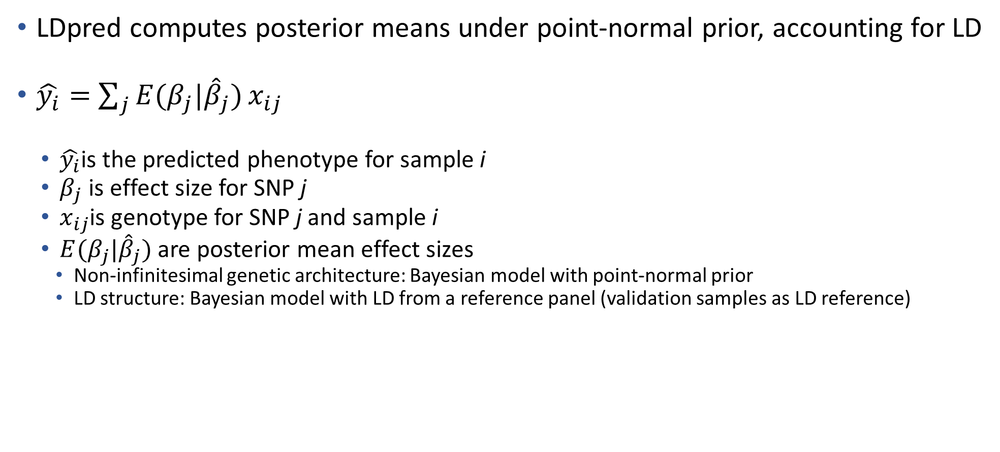 • LDpred computes posterior means under point-normal prior, accounting for LD
• $\widehat{y_i} = \sum_j E(\beta_j|\hat{\beta}_j) \, x_{ij}$
• $\widehat{y_i}$ is the predicted phenotype for sample i
• $\beta_j$ is effect size for SNP j
• $x_{ij}$ is genotype for SNP j and sample i
• $E(\beta_j|\hat{\beta}_j)$ are posterior mean effect sizes
• Non-infinitesimal genetic architecture: Bayesian model with point-normal prior
• LD structure: Bayesian model with LD from a reference panel (validation samples as LD reference)